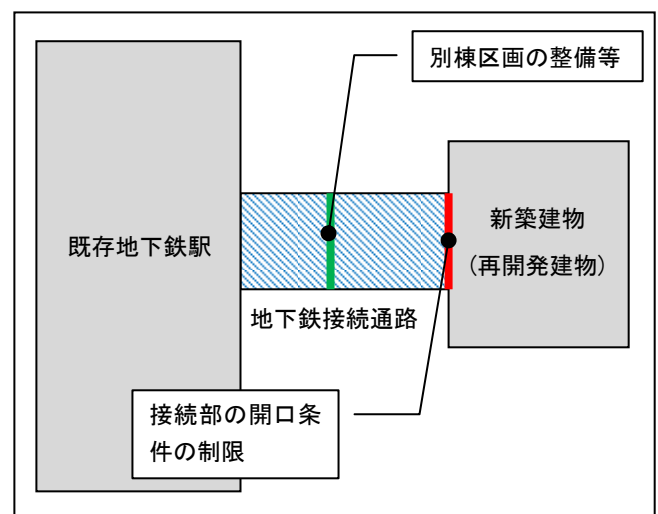 別棟区画の整備等
既存地下鉄駅
新築建物
(再開発建物)
地下鉄接続通路
接続部の開口条
件の制限